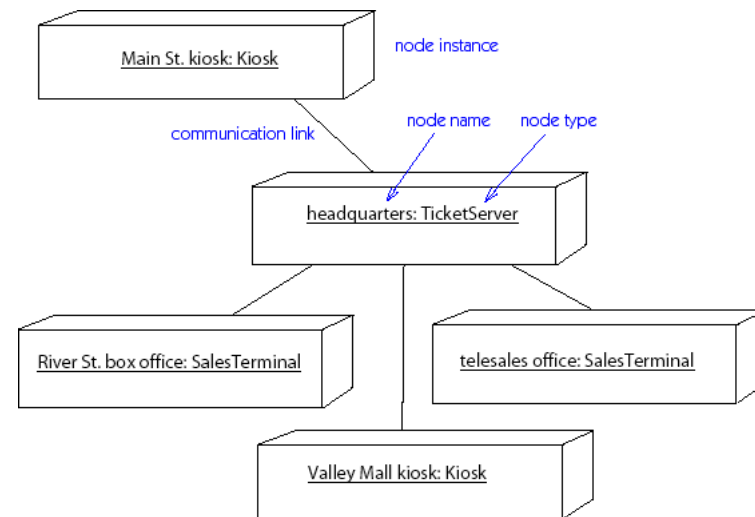 Main St. kiosk: Kiosk
node instance
communication link
node name
node type
headquarters: TicketServer
River St. box office: SalesTerminal
telesales office: SalesTerminal
Valley Mall kiosk: Kiosk